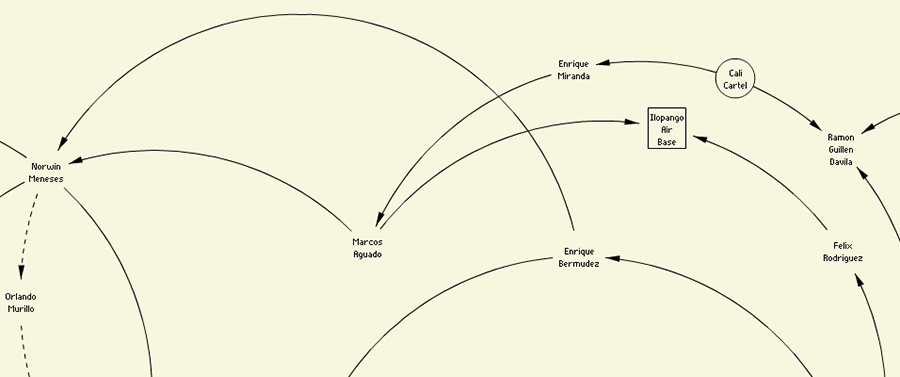 Enrique
Miranda
Cali
Cartel
Ilopango
Air
Base
Ramon
Guillen
Davila
Norwin
Meneses
Marcos
Aguado
Enrique
Bermudez
Felix
Rodriguez
Orlando
Murillo